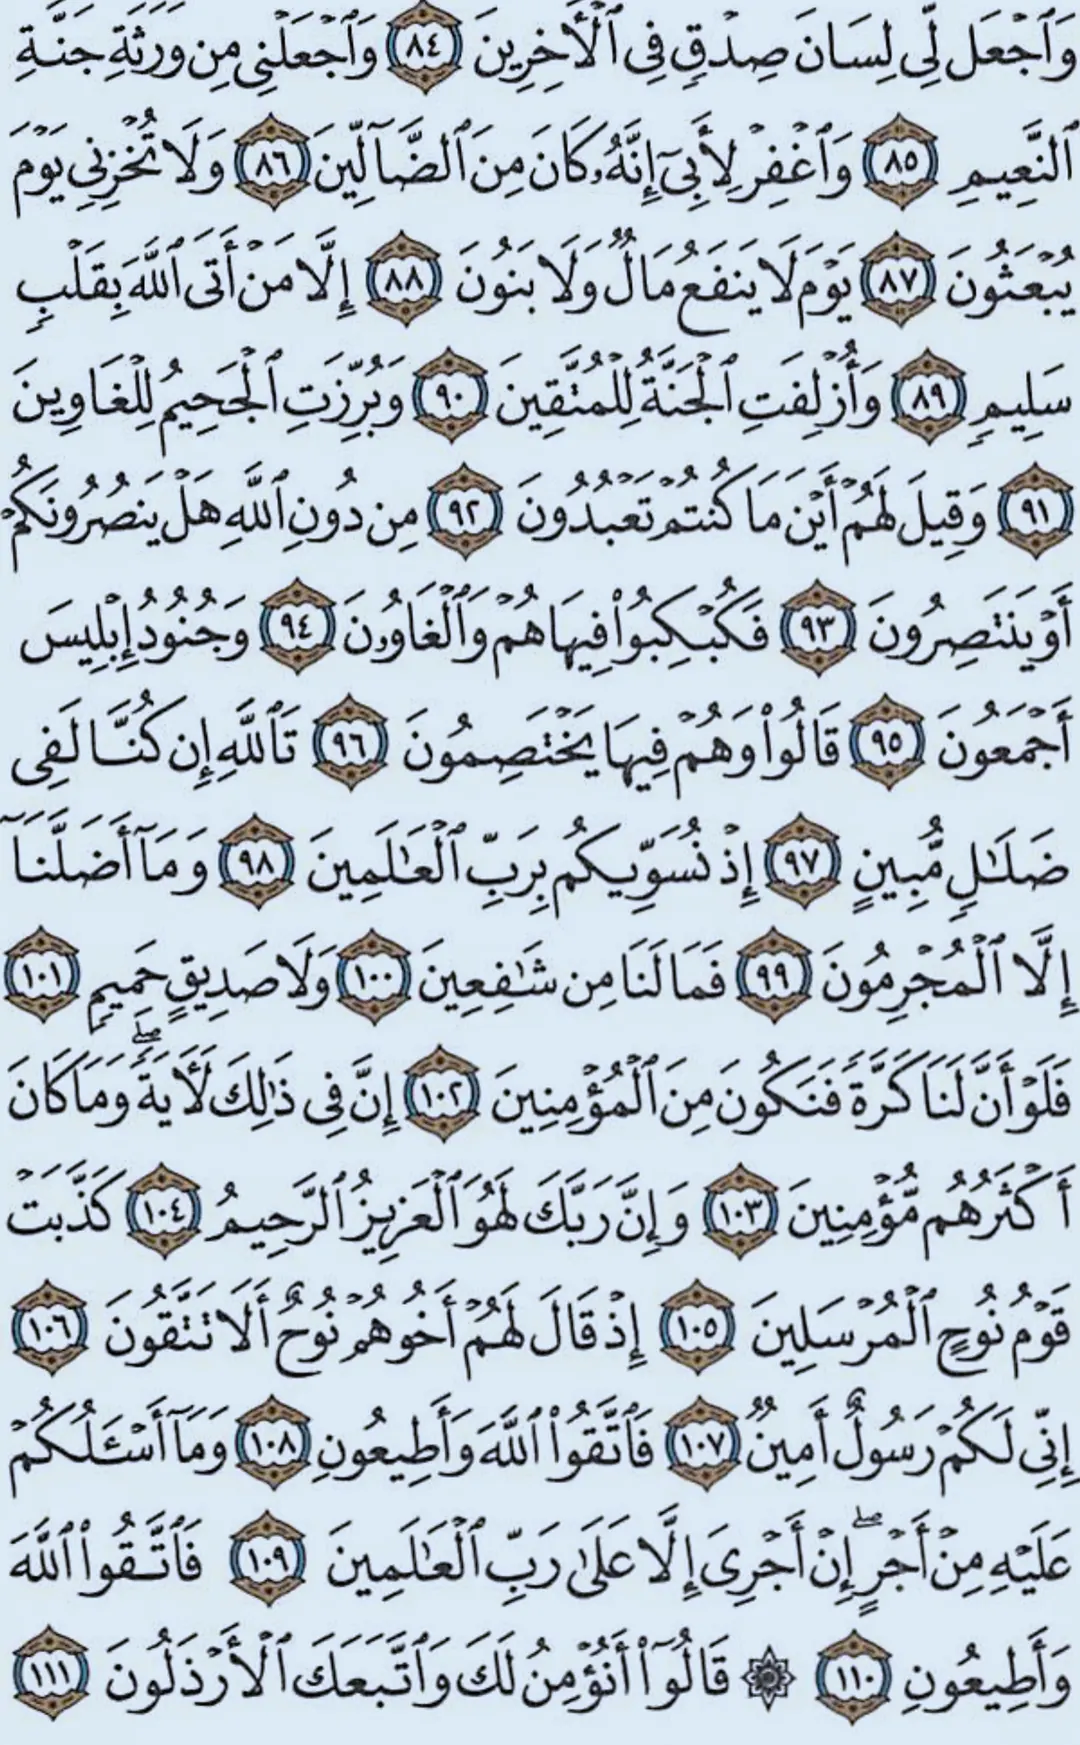 وَٱجْعَل لِّى لِسَانَ صِدْقٍ فِى ٱلْأَخِرِينَ ٨٤ وَٱجْعَلْنِى مِن وَرَثَةِ جَنَّةِ
ٱلنَّعِيمِ ٨٥ وَٱغْفِرْ لِأَبِىٓ إِنَّهُۥ كَانَ مِنَ ٱلضَّآلِّينَ ٨٦ وَلَا تُخْزِنِى يَوْمَ
يُبْعَثُونَ ٨٧ يَوْمَ لَا يَنفَعُ مَالٌ وَلَا بَنُونَ ٨٨ إِلَّا مَنْ أَتَى ٱللَّهَ بِقَلْبٍ
سَلِيمٍ ٨٩ وَأُزْلِفَتِ ٱلْجَنَّةُ لِلْمُتَّقِينَ ٩٠ وَبُرِّزَتِ ٱلْجَحِيمُ لِلْغَاوِينَ
٩١ وَقِيلَ لَهُمْ أَيْنَ مَا كُنتُمْ تَعْبُدُونَ ٩٢ مِن دُونِ ٱللَّهِ هَلْ يَنصُرُونَكُمْ
أَوْ يَنتَصِرُونَ ٩٣ فَكُبْكِبُوا۟ فِيهَا هُمْ وَٱلْغَاوُۥنَ ٩٤ وَجُنُودُ إِبْلِيسَ
أَجْمَعُونَ ٩٥ قَالُوا۟ وَهُمْ فِيهَا يَخْتَصِمُونَ ٩٦ تَٱللَّهِ إِن كُنَّا لَفِى
ضَلَـٰلٍ مُّبِينٍ ٩٧ إِذْ نُسَوِّيكُم بِرَبِّ ٱلْعَـٰلَمِينَ ٩٨ وَمَآ أَضَلَّنَآ
إِلَّا ٱلْمُجْرِمُونَ ٩٩ فَمَا لَنَا مِن شَـٰفِعِينَ ١٠٠ وَلَا صَدِيقٍ حَمِيمٍ ١٠١
فَلَوْ أَنَّ لَنَا كَرَّةً فَنَكُونَ مِنَ ٱلْمُؤْمِنِينَ ١٠٢ إِنَّ فِى ذَٰلِكَ لَأَيَةً ۖ وَمَا كَانَ
أَكْثَرُهُم مُّؤْمِنِينَ ١٠٣ وَإِنَّ رَبَّكَ لَهُوَ ٱلْعَزِيزُ ٱلرَّحِيمُ ١٠٤ كَذَّبَتْ
قَوْمُ نُوحٍ ٱلْمُرْسَلِينَ ١٠٥ إِذْ قَالَ لَهُمْ أَخُوهُمْ نُوحٌ أَلَا تَتَّقُونَ ١٠٦
إِنِّى لَكُمْ رَسُولٌ أَمِينٌ ١٠٧ فَٱتَّقُوا۟ ٱللَّهَ وَأَطِيعُونِ ١٠٨ وَمَآ أَسْـَٔلُكُمْ
عَلَيْهِ مِنْ أَجْرٍ ۖ إِنْ أَجْرِىَ إِلَّا عَلَىٰ رَبِّ ٱلْعَـٰلَمِينَ ١٠٩ فَٱتَّقُوا۟ ٱللَّهَ
وَأَطِيعُونِ ١١٠ ۞ قَالُوٓا۟ أَنُؤْمِنُ لَكَ وَٱتَّبَعَكَ ٱلْأَرْذَلُونَ ١١١